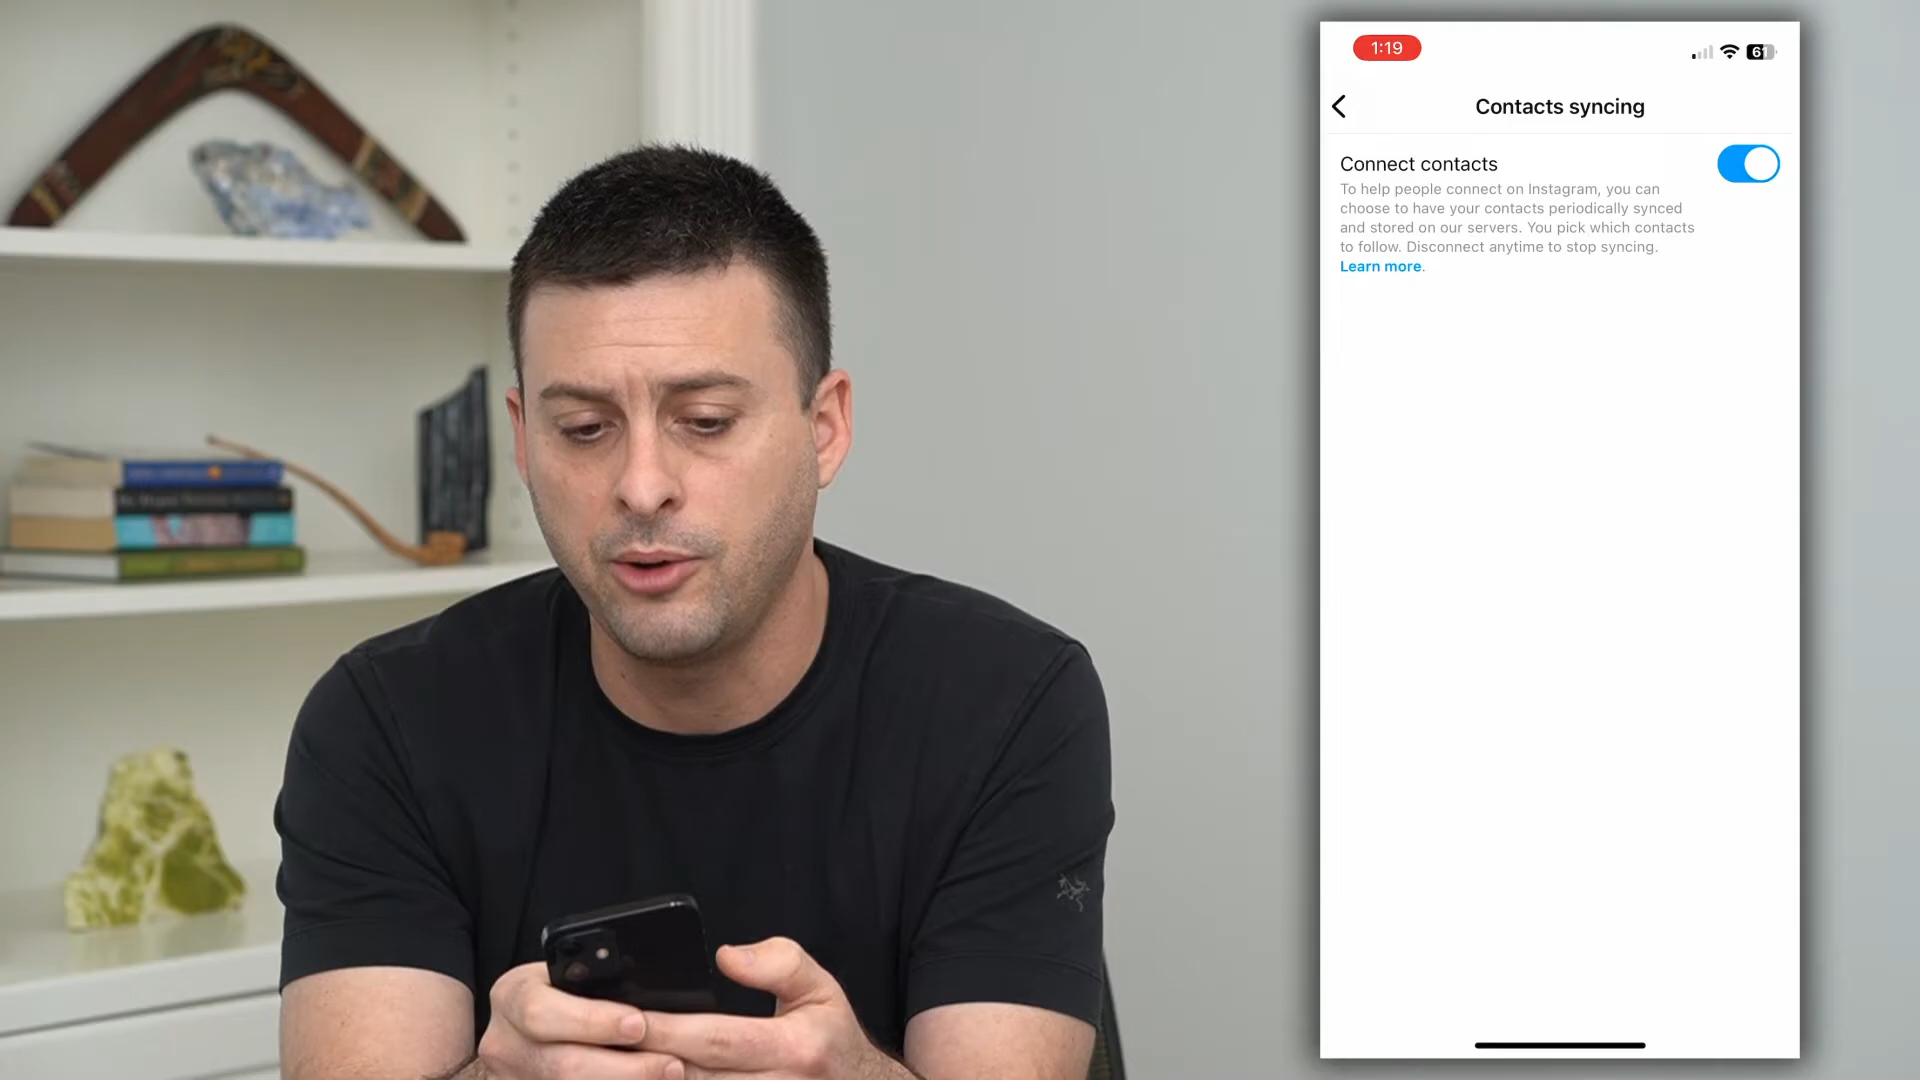 1:19
61
Contacts syncing
Connect contacts
To help people connect on Instagram, you can
choose to have your contacts periodically synced
and stored on our servers. You pick which contacts
to follow. Disconnect anytime to stop syncing.
Learn more.